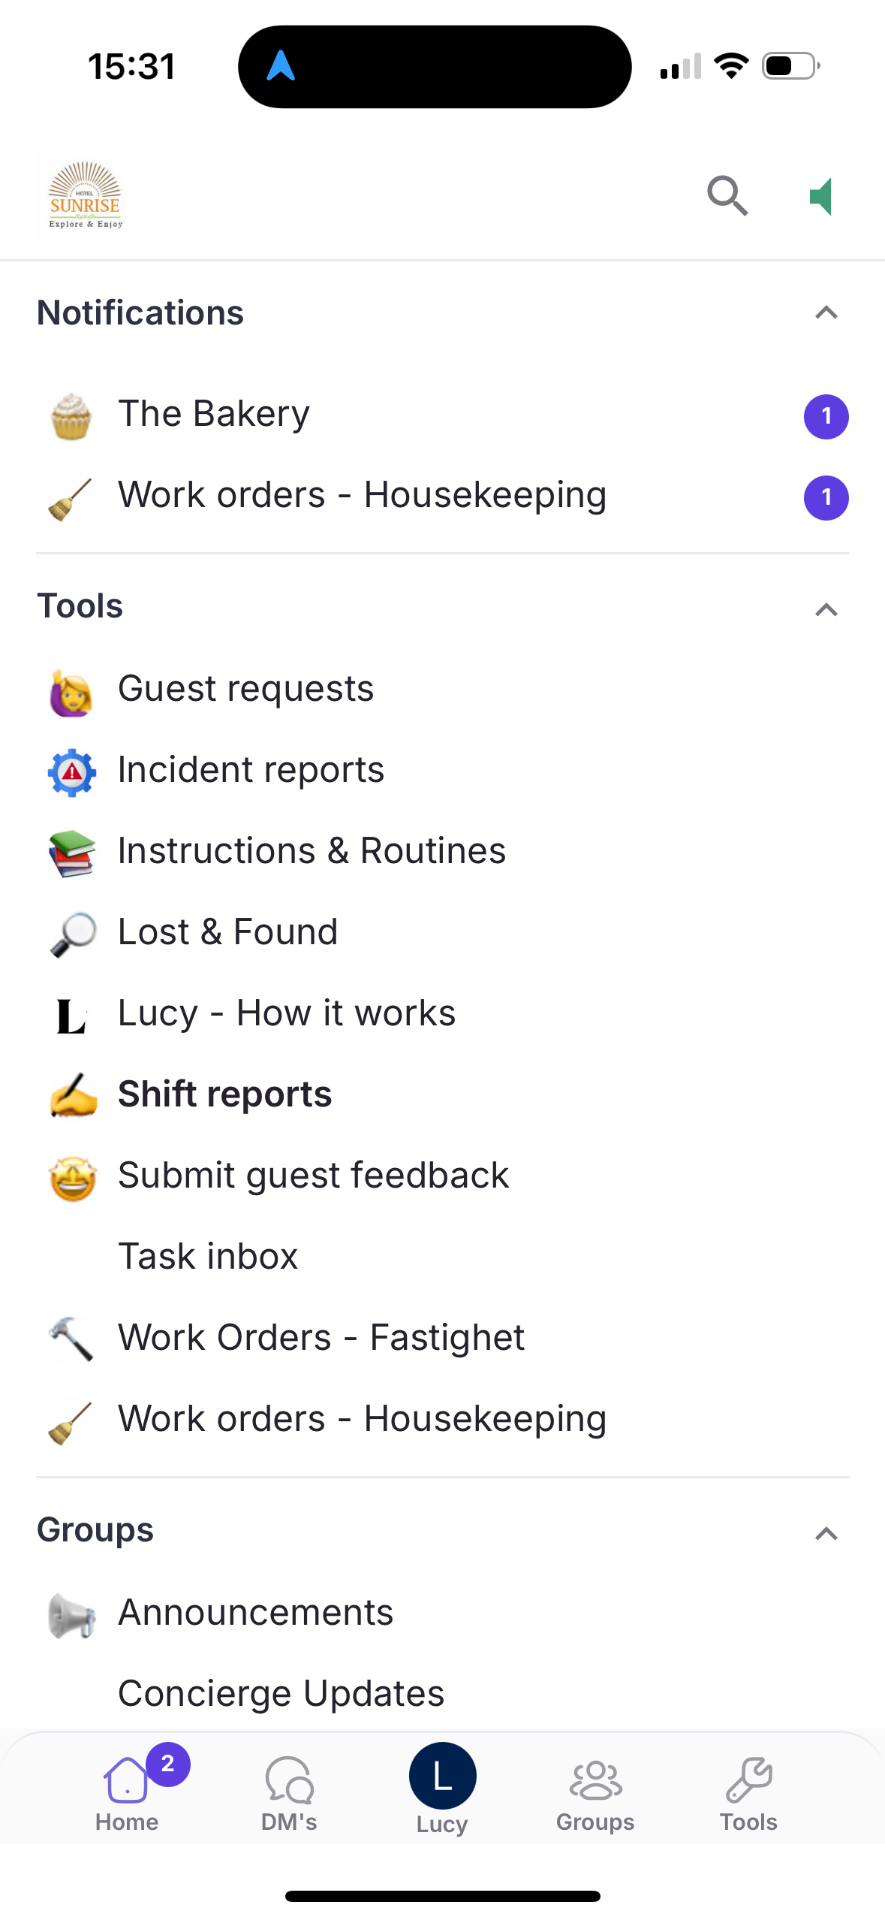 15:31
HOTEL
SUNRISE
Explore & Enjoy
Notifications
The Bakery
1
Work orders - Housekeeping
1
Tools
Guest requests
Incident reports
Instructions & Routines
Lost & Found
L
Lucy - How it works
Shift reports
Submit guest feedback
Task inbox
Work Orders - Fastighet
Work orders - Housekeeping
Groups
Announcements
Concierge Updates
2
L
Home
DM's
Lucy
Groups
Tools